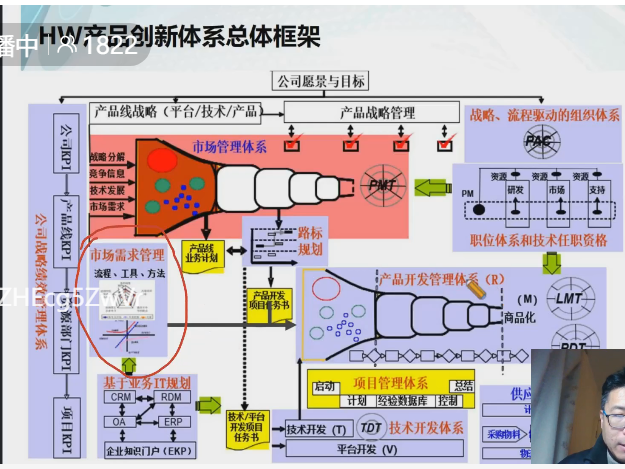 HW产品创新体系总体框架
播中 1822
公司愿景与目标
产品线战略（平台/技术/产品）
产品战略管理
战略、流程驱动的组织体系
PAC
市场管理体系
战略分解
竞争信息
技术发展
市场需求
PMT
资源 资源 资源
PM
研发 市场 支持
职位体系和技术任职资格
公司战略绩效管理体系
公司KPI
产品线KPI
资源部门KPI
项目KPI
产品线
业务计划
路标
规划
市场需求管理
流程、工具、方法
产品开发
项目任务书
产品开发管理体系（R）
（M）
商品化
LMT
PDT
ZHEcg5Zwvr
基于业务IT规划
CRM RDM
OA ERP
企业知识门户（EKP）
技术/平台
开发项目
任务书
启动 项目管理体系 总结
计划 经验数据库 控制
技术开发（T） TDT 技术开发体系
平台开发（V）
供应
采购物料